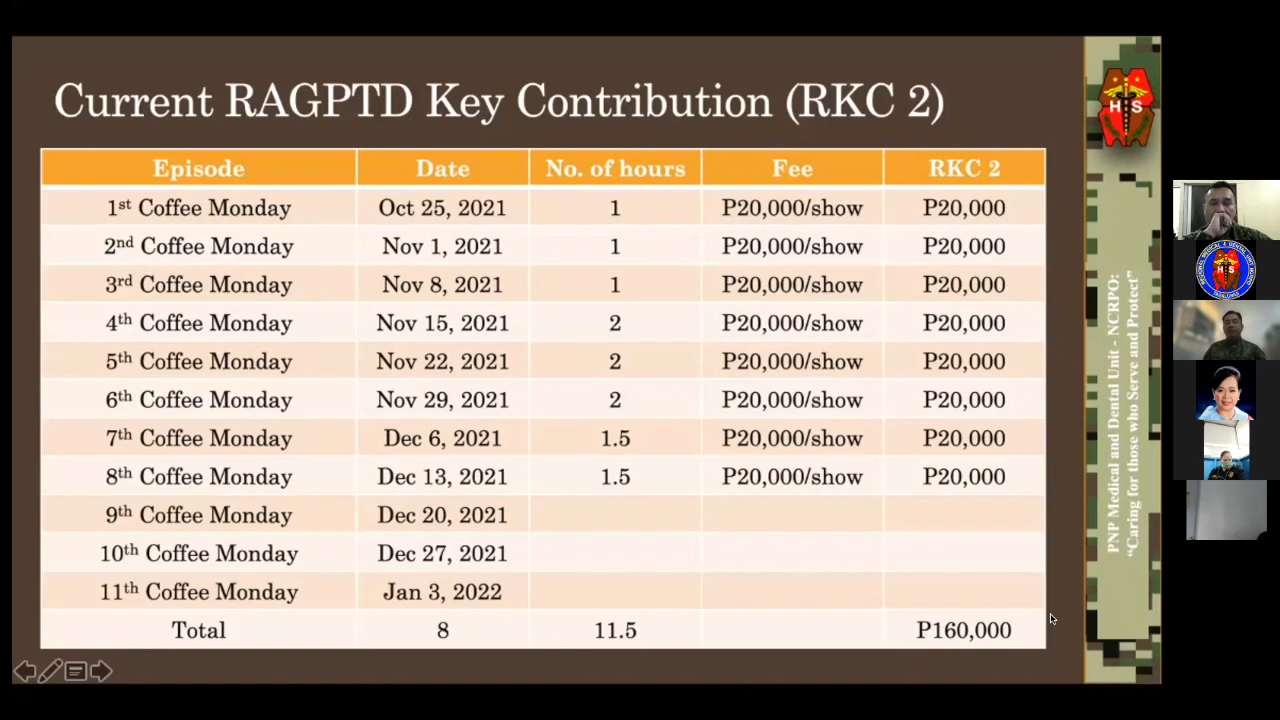 Current RAGPTD Key Contribution (RKC 2)
Episode Date No. of hours Fee RKC 2
1st Coffee Monday Oct 25, 2021 1 P20,000/show P20,000
2nd Coffee Monday Nov 1, 2021 1 P20,000/show P20,000
3rd Coffee Monday Nov 8, 2021 1 P20,000/show P20,000
4th Coffee Monday Nov 15, 2021 2 P20,000/show P20,000
5th Coffee Monday Nov 22, 2021 2 P20,000/show P20,000
6th Coffee Monday Nov 29, 2021 2 P20,000/show P20,000
7th Coffee Monday Dec 6, 2021 1.5 P20,000/show P20,000
8th Coffee Monday Dec 13, 2021 1.5 P20,000/show P20,000
9th Coffee Monday Dec 20, 2021
10th Coffee Monday Dec 27, 2021
11th Coffee Monday Jan 3, 2022
Total 8 11.5 P160,000
H S
PNP Medical and Dental Unit - NCRPO:
“Caring for those who Serve and Protect”
H S